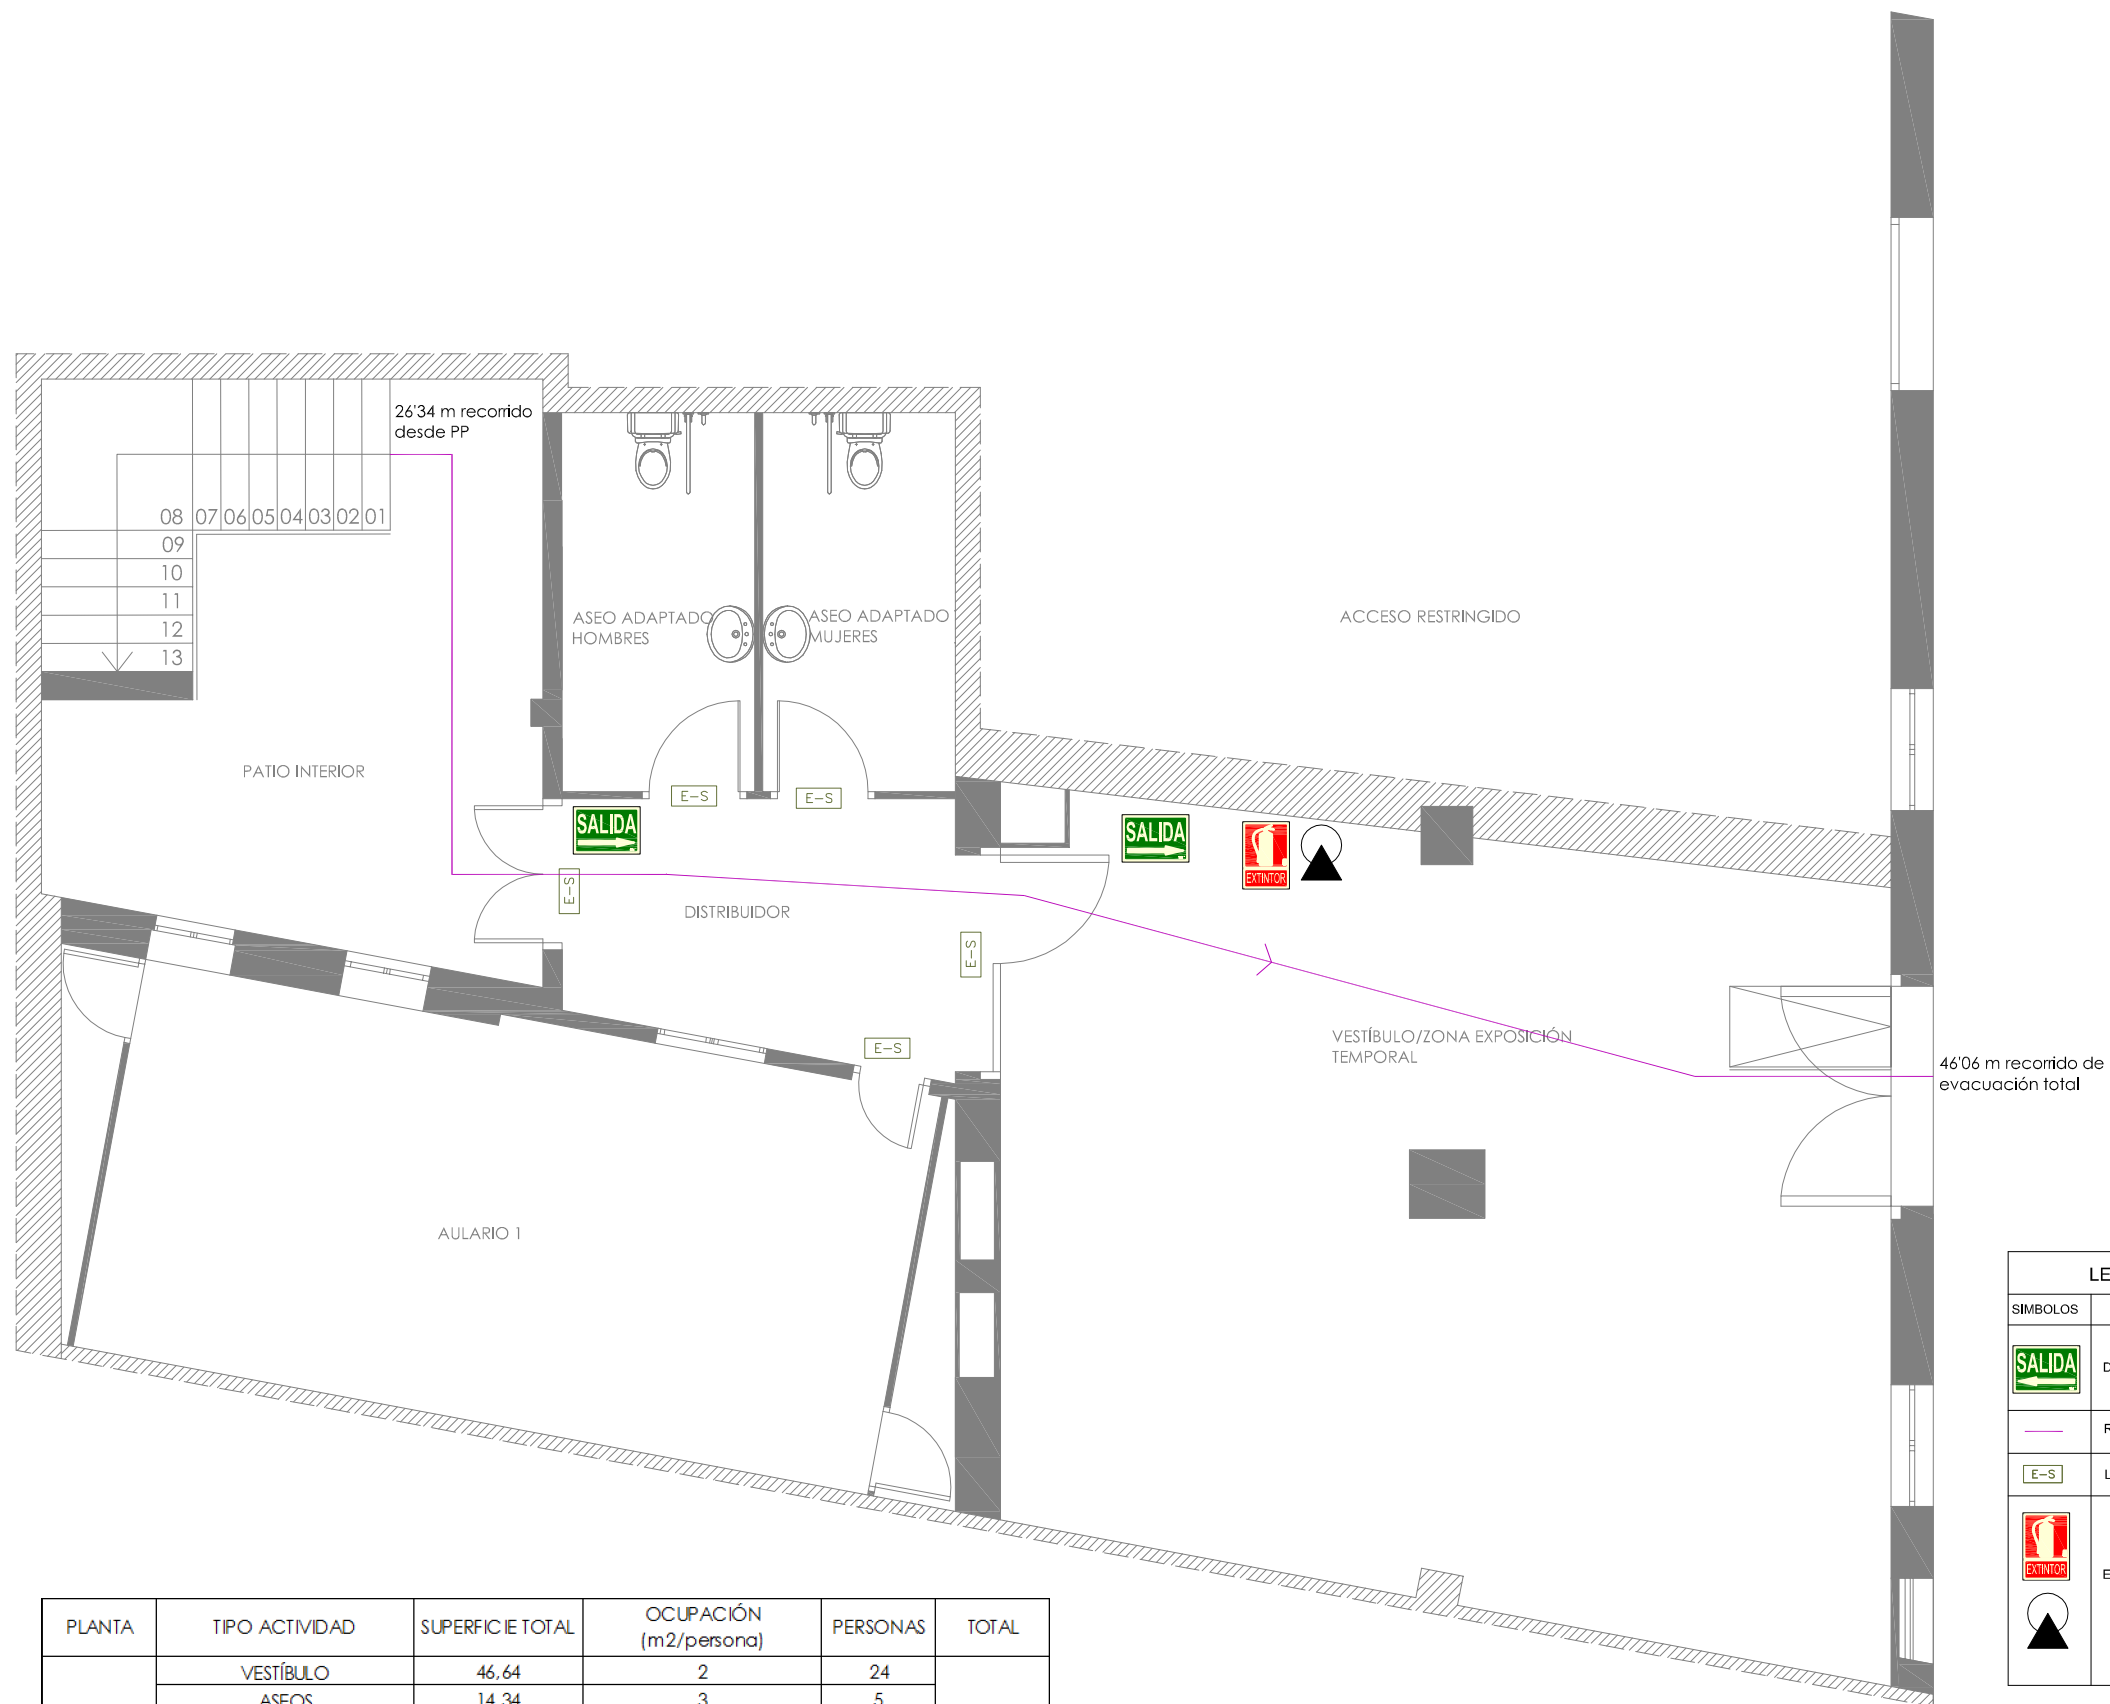 26'34 m recorrido
desde PP
08 07 06 05 04 03 02 01
09
10
11
12
13
ASEO ADAPTADO
HOMBRES
ASEO ADAPTADO
MUJERES
ACCESO RESTRINGIDO
PATIO INTERIOR
E-S
E-S
SALIDA
SALIDA
EXTINTOR
E-S
DISTRIBUIDOR
E-S
E-S
VESTÍBULO/ZONA EXPOSICIÓN
TEMPORAL
46'06 m recorrido de
evacuación total
AULARIO 1
LE
SIMBOLOS
SALIDA
D
R
E-S
L
EXTINTOR
E
PLANTA TIPO ACTIVIDAD SUPERFICIE TOTAL OCUPACIÓN
(m2/persona) PERSONAS TOTAL
VESTÍBULO 46,64 2 24
ASEOS 14,34 3 5